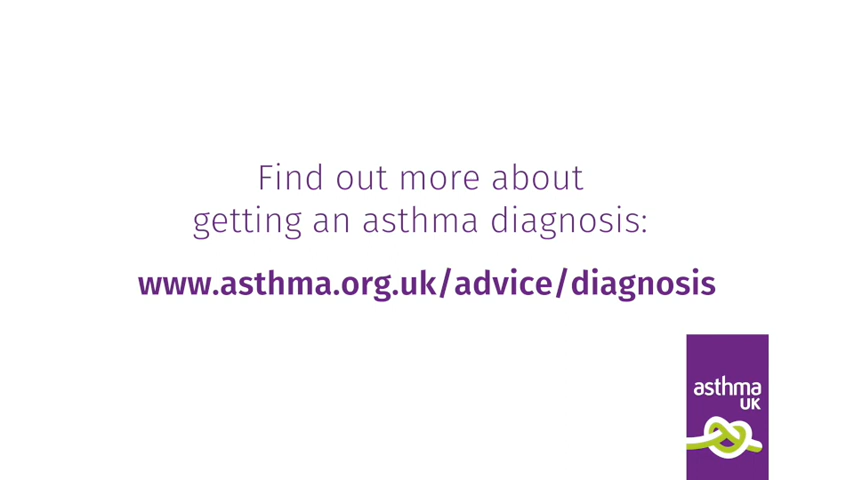 Find out more about
getting an asthma diagnosis:
www.asthma.org.uk/advice/diagnosis
asthma
UK